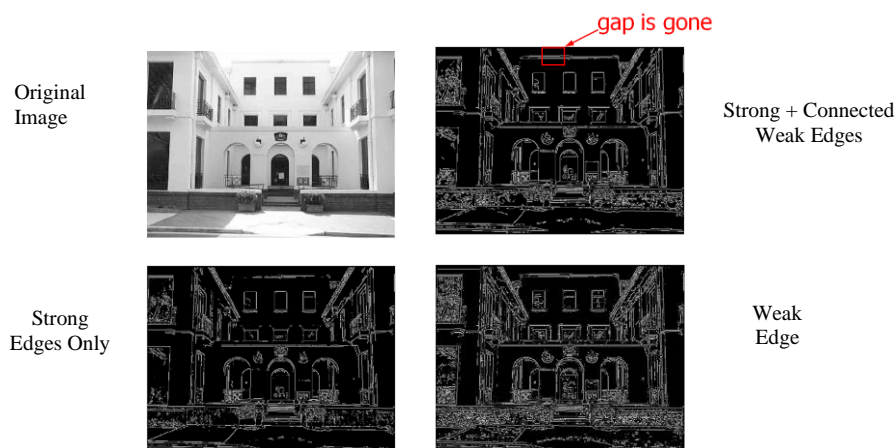 gap is gone
Original
Image
Strong + Connected
Weak Edges
Strong
Edges Only
Weak
Edge